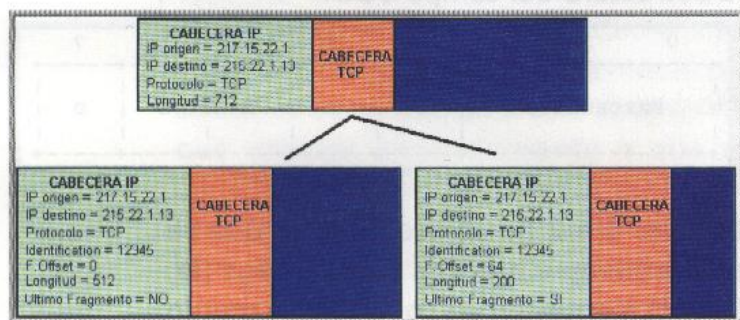 CABECERA IP
IP origen = 217.15.22.1
IP destino = 215.22.1.13
Protocolo = TCP
Longitud = 712
CABECERA
TCP
CABECERA IP
IP origen = 217.15.22.1
IP destino = 215.22.1.13
Protocolo = TCP
Identification = 12345
F.Offset = 0
Longitud = 512
Ultimo Fragmento = NO
CABECERA
TCP
CABECERA IP
IP origen = 217.15.22.1
IP destino = 215.22.1.13
Protocolo = TCP
Identification = 12345
F.Offset = 64
Longitud = 200
Ultimo Fragmento = SI
CABECERA
TCP